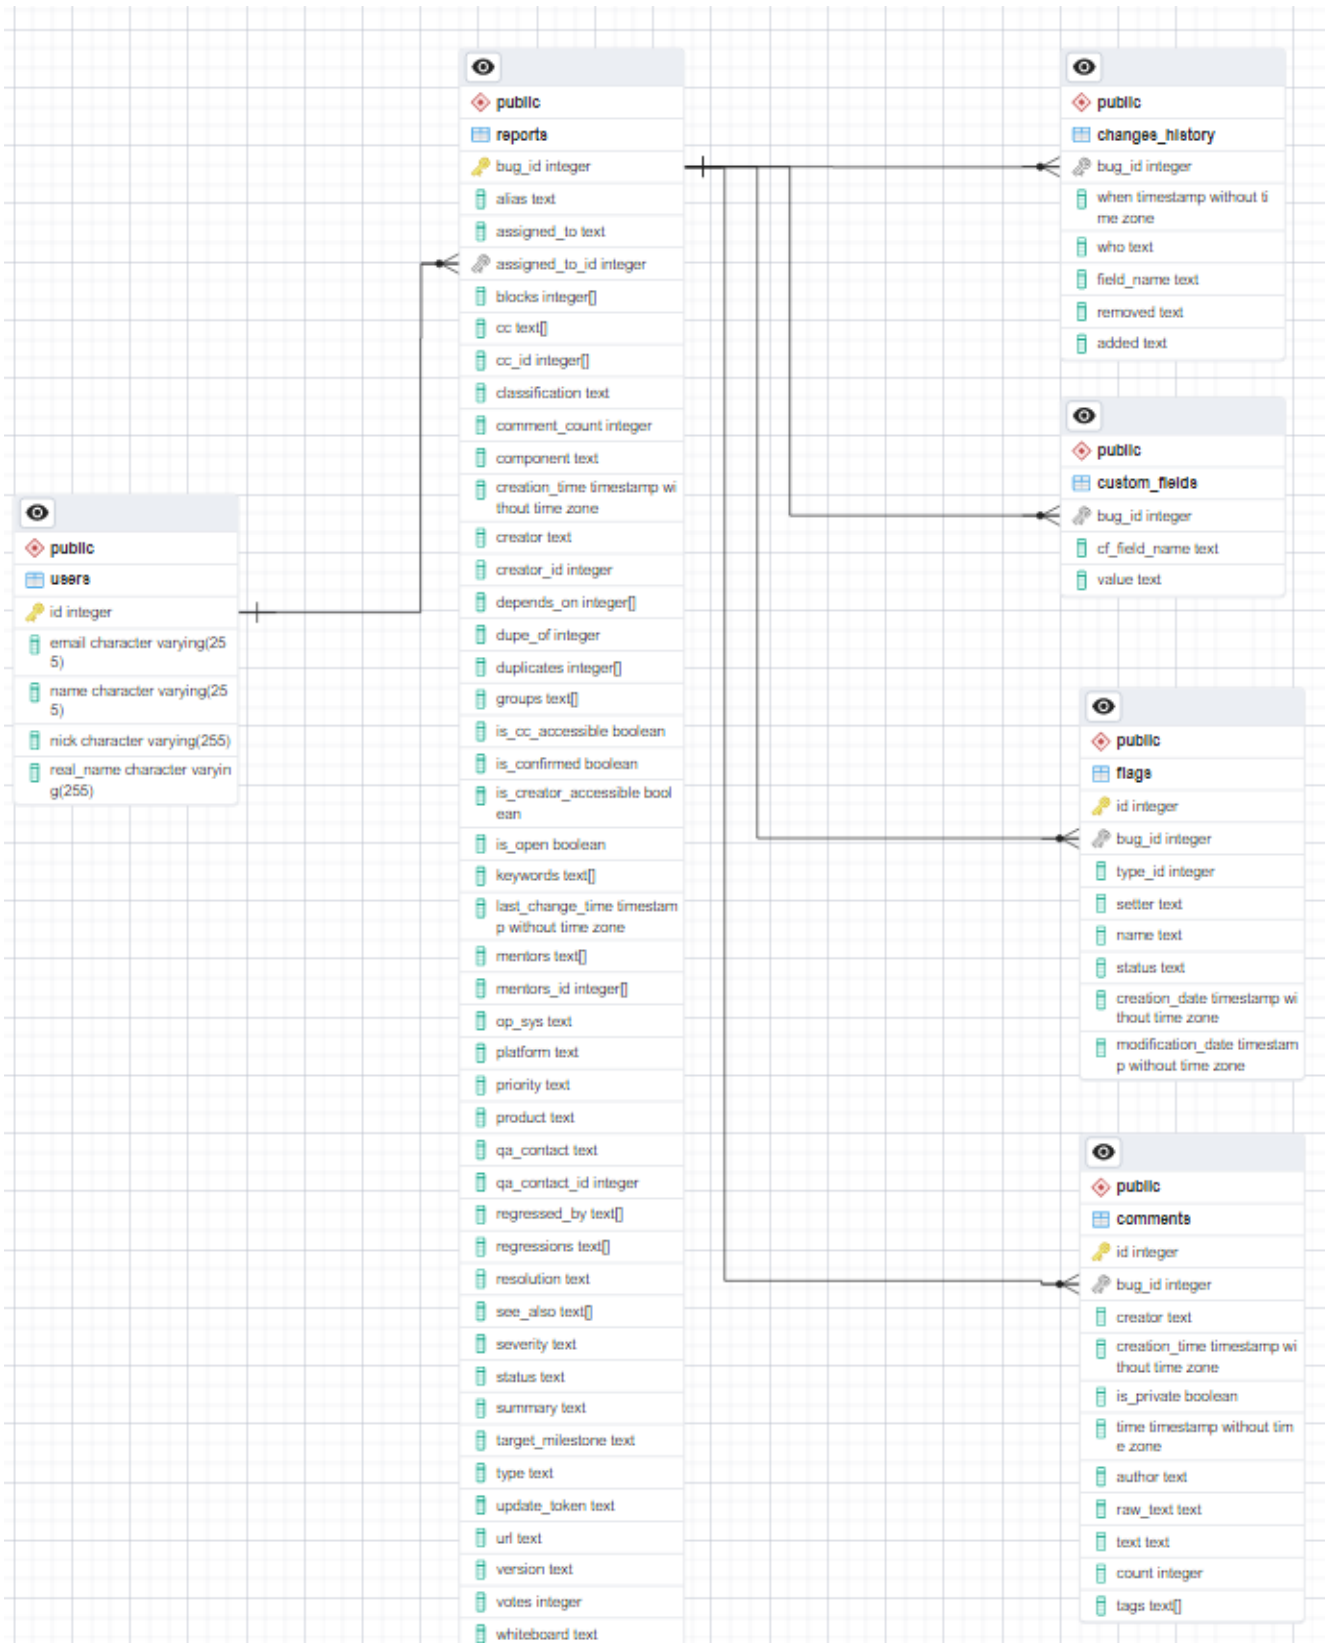 public
reports
bug_id integer
alias text
assigned_to text
assigned_to_id integer
blocks integer[]
cc text[]
cc_id integer[]
classification text
comment_count integer
component text
creation_time timestamp wi
thout time zone
creator text
creator_id integer
depends_on integer[]
dupe_of integer
duplicates integer[]
groups text[]
is_cc_accessible boolean
is_confirmed boolean
is_creator_accessible bool
ean
is_open boolean
keywords text[]
last_change_time timestam
p without time zone
mentors text[]
mentors_id integer[]
op_sys text
platform text
priority text
product text
qa_contact text
qa_contact_id integer
regressed_by text[]
regressions text[]
resolution text
see_also text[]
severity text
status text
summary text
target_milestone text
type text
update_token text
url text
version text
votes integer
whiteboard text
public
users
id integer
email character varying(25
5)
name character varying(25
5)
nick character varying(255)
real_name character varyin
g(255)
public
changes_history
bug_id integer
when timestamp without ti
me zone
who text
field_name text
removed text
added text
public
custom_fields
bug_id integer
cf_field_name text
value text
public
flags
id integer
bug_id integer
type_id integer
setter text
name text
status text
creation_date timestamp wi
thout time zone
modification_date timestam
p without time zone
public
comments
id integer
bug_id integer
creator text
creation_time timestamp wi
thout time zone
is_private boolean
time timestamp without tim
e zone
author text
raw_text text
text text
count integer
tags text[]